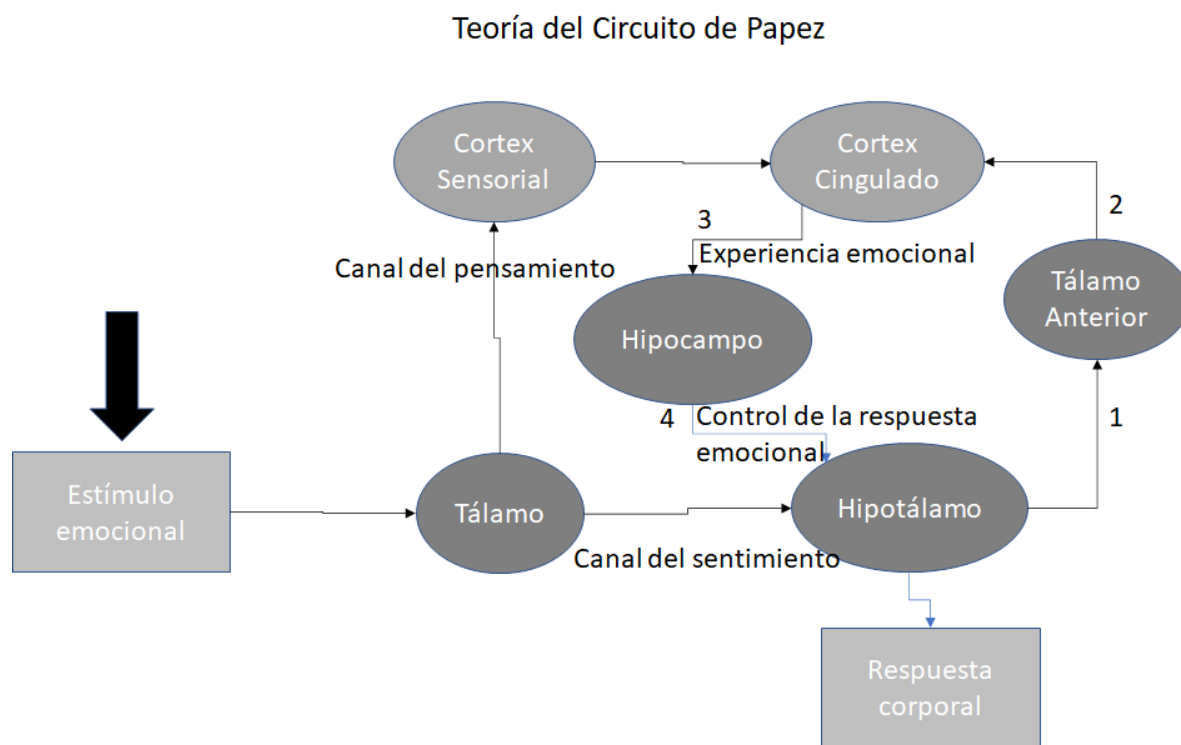 Teoría del Circuito de Papez
Cortex
Sensorial
Cortex
Cingulado
3
2
Canal del pensamiento
Experiencia emocional
Tálamo
Anterior
Hipocampo
4
Control de la respuesta
emocional
1
Estímulo
emocional
Tálamo
Hipotálamo
Canal del sentimiento
Respuesta
corporal